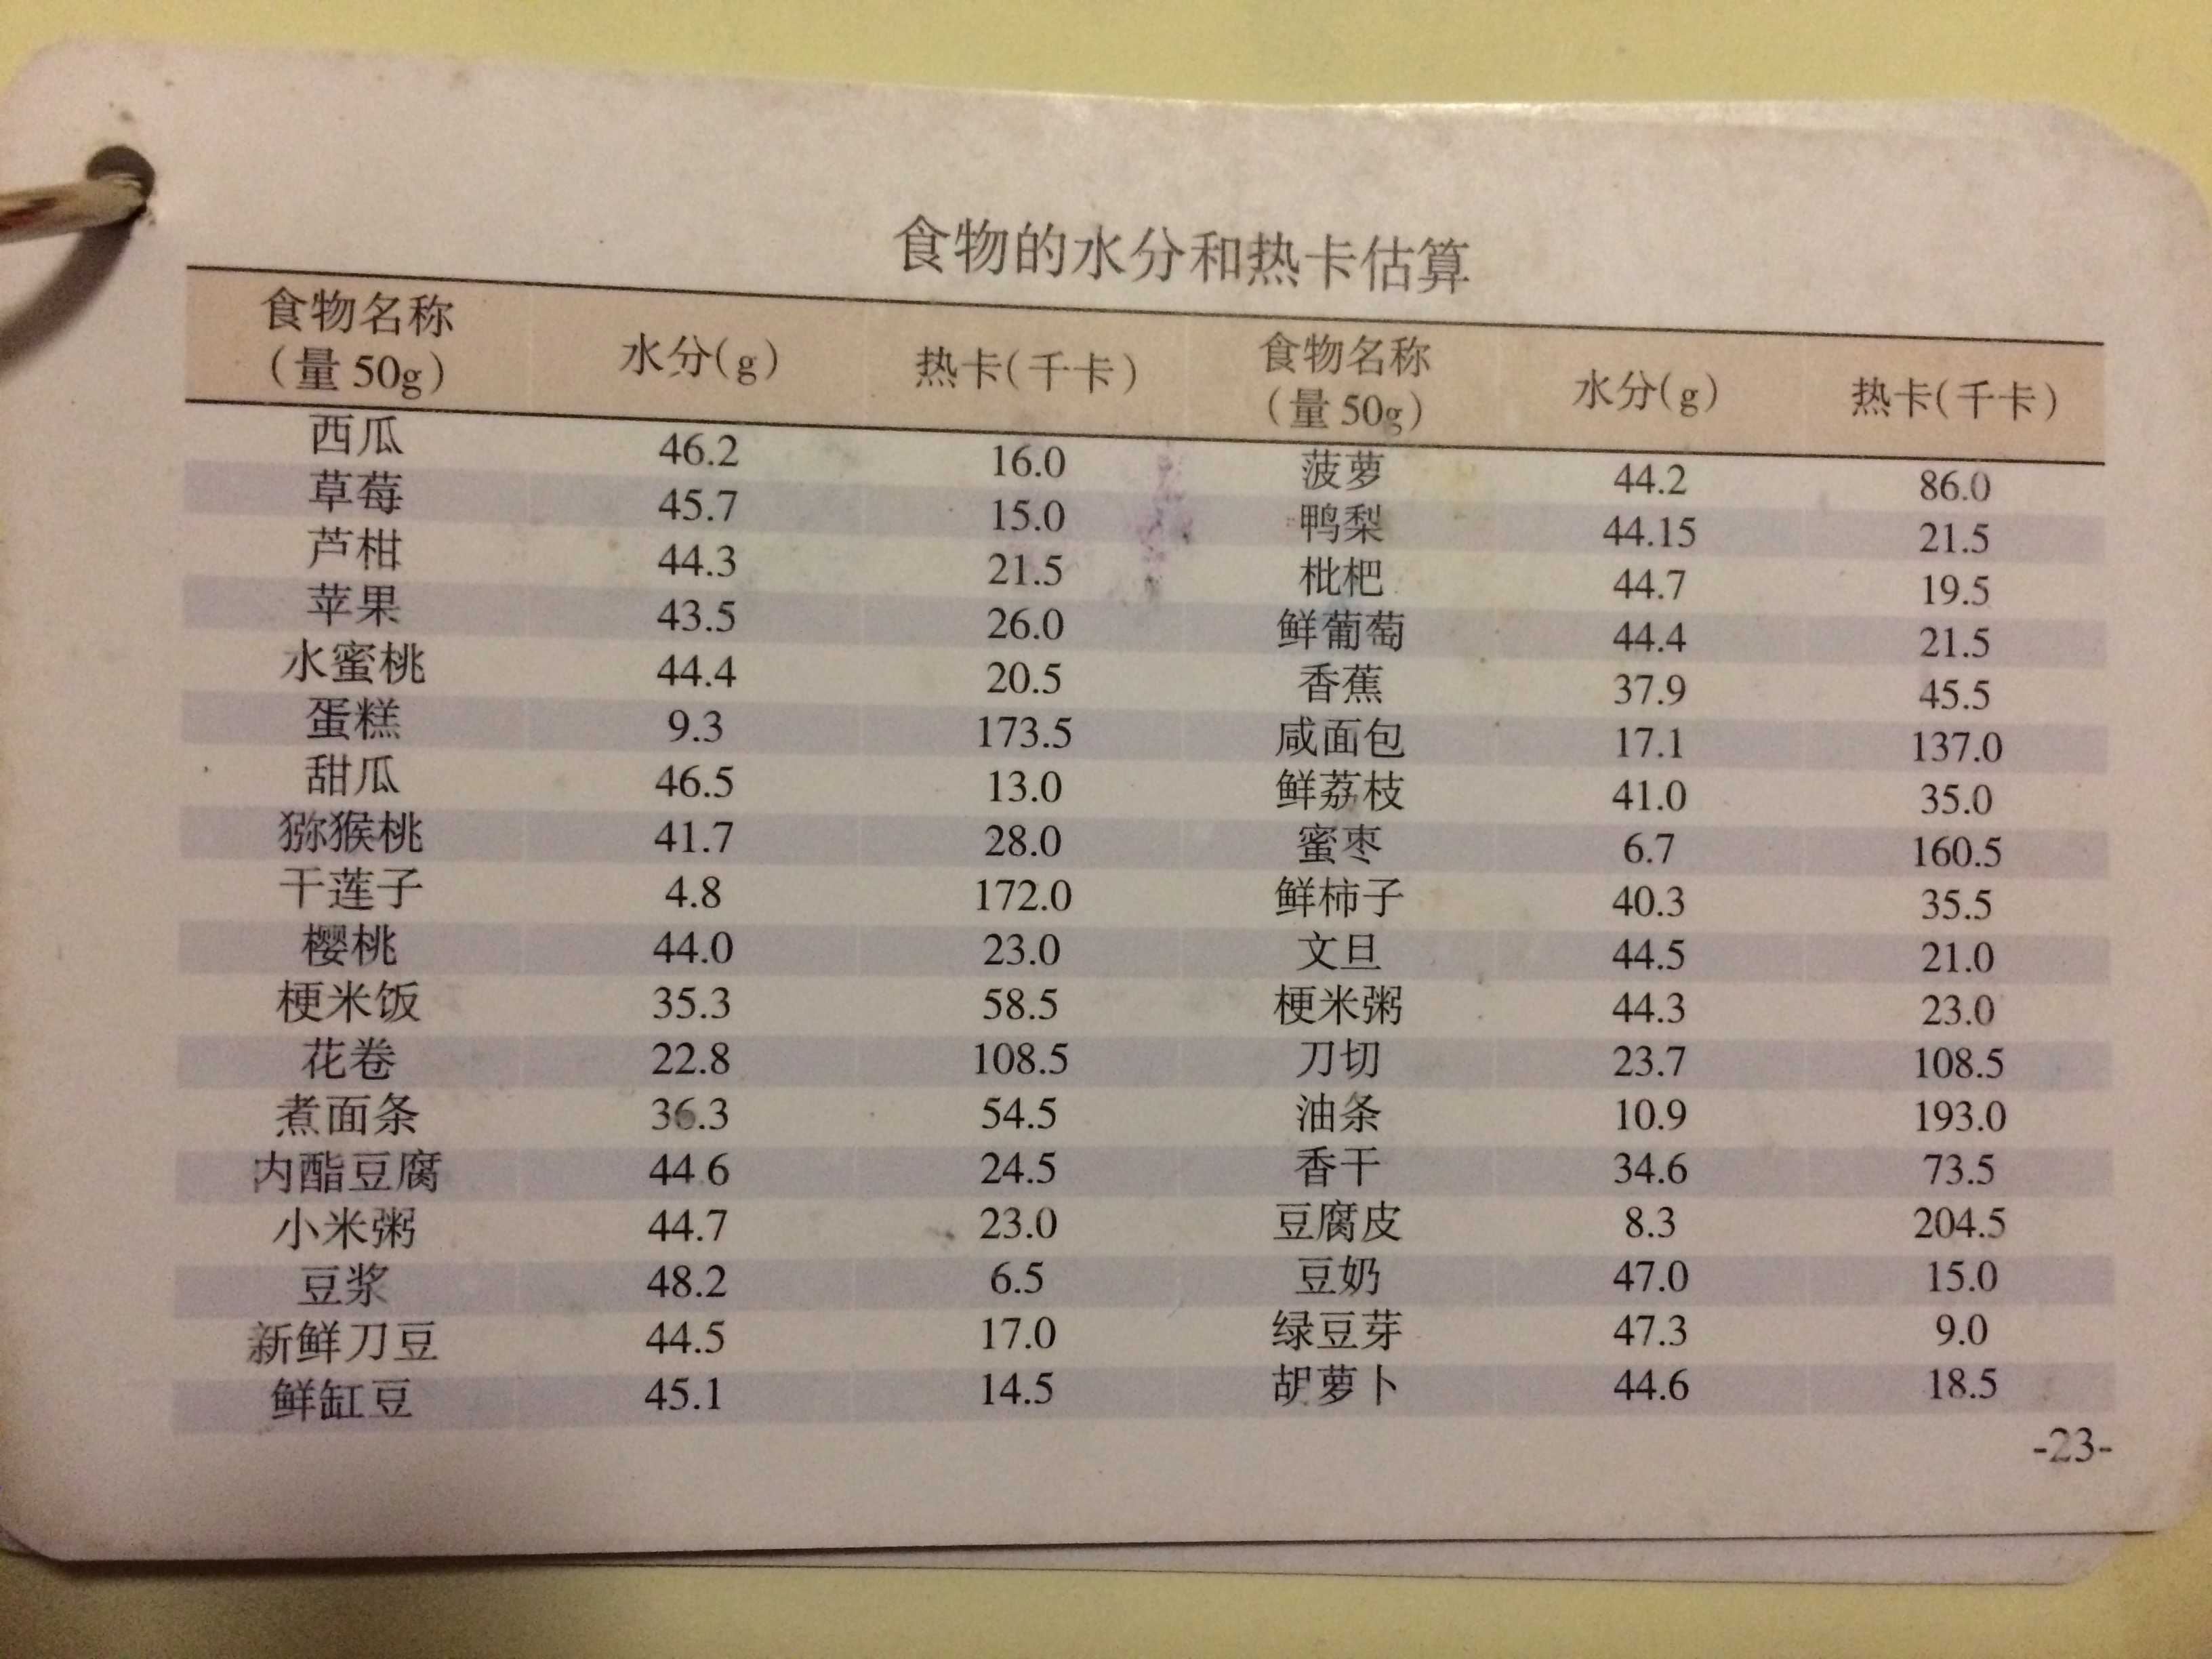 食物的水分和热卡估算
食物名称(量 50g) 水分(g) 热卡(千卡) 食物名称(量 50g) 水分(g) 热卡(千卡)
西瓜 46.2 16.0 菠萝 44.2 86.0
草莓 45.7 15.0 鸭梨 44.15 21.5
芦柑 44.3 21.5 枇杷 44.7 19.5
苹果 43.5 26.0 鲜葡萄 44.4 21.5
水蜜桃 44.4 20.5 香蕉 37.9 45.5
蛋糕 9.3 173.5 咸面包 17.1 137.0
甜瓜 46.5 13.0 鲜荔枝 41.0 35.0
猕猴桃 41.7 28.0 蜜枣 6.7 160.5
干莲子 4.8 172.0 鲜柿子 40.3 35.5
樱桃 44.0 23.0 文旦 44.5 21.0
梗米饭 35.3 58.5 梗米粥 44.3 23.0
花卷 22.8 108.5 刀切 23.7 108.5
煮面条 36.3 54.5 油条 10.9 193.0
内酯豆腐 44.6 24.5 香干 34.6 73.5
小米粥 44.7 23.0 豆腐皮 8.3 204.5
豆浆 48.2 6.5 豆奶 47.0 15.0
新鲜刀豆 44.5 17.0 绿豆芽 47.3 9.0
鲜缸豆 45.1 14.5 胡萝卜 44.6 18.5
-23-